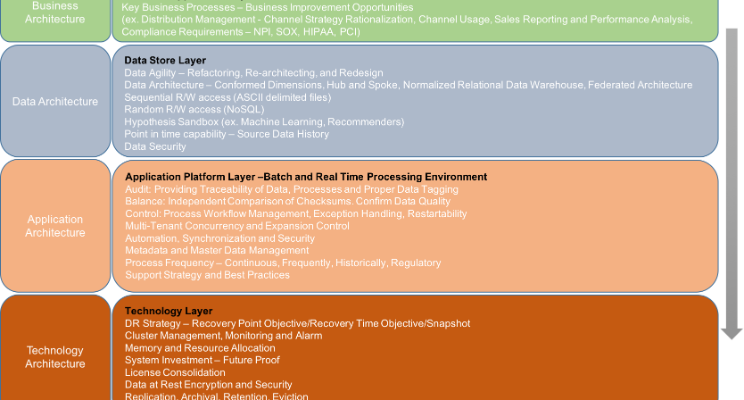 Business
Architecture
Key Business Processes – Business Improvement Opportunities
(ex. Distribution Management - Channel Strategy Rationalization, Channel Usage, Sales Reporting and Performance Analysis,
Compliance Requirements – NPI, SOX, HIPAA, PCI)
Data Architecture
Data Store Layer
Data Agility – Refactoring, Re-architecting, and Redesign
Data Architecture – Conformed Dimensions, Hub and Spoke, Normalized Relational Data Warehouse, Federated Architecture
Sequential R/W access (ASCII delimited files)
Random R/W access (NoSQL)
Hypothesis Sandbox (ex. Machine Learning, Recommenders)
Point in time capability – Source Data History
Data Security
Application
Architecture
Application Platform Layer –Batch and Real Time Processing Environment
Audit: Providing Traceability of Data, Processes and Proper Data Tagging
Balance: Independent Comparison of Checksums. Confirm Data Quality
Control: Process Workflow Management, Exception Handling, Restartability
Multi-Tenant Concurrency and Expansion Control
Automation, Synchronization and Security
Metadata and Master Data Management
Process Frequency – Continuous, Frequently, Historically, Regulatory
Support Strategy and Best Practices
Technology
Architecture
Technology Layer
DR Strategy – Recovery Point Objective/Recovery Time Objective/Snapshot
Cluster Management, Monitoring and Alarm
Memory and Resource Allocation
System Investment – Future Proof
License Consolidation
Data at Rest Encryption and Security
Replication, Archival, Retention, Eviction